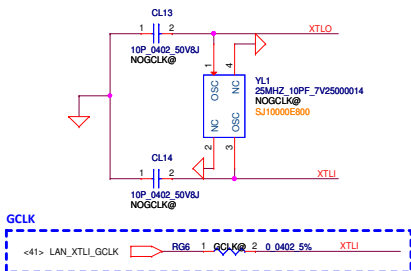 CL13
1 2
XTLO
10P_0402_50V8J
NOGCLK@
1 4
OSC NC
YL1
25MHZ_10PF_7V25000014
NOGCLK@
SJ10000E800
NC OSC
2 3
CL14
1 2
XTLI
10P_0402_50V8J
NOGCLK@
GCLK
<41> LAN_XTLI_GCLK RG6 1 GCLK@ 2 0_0402_5% XTLI